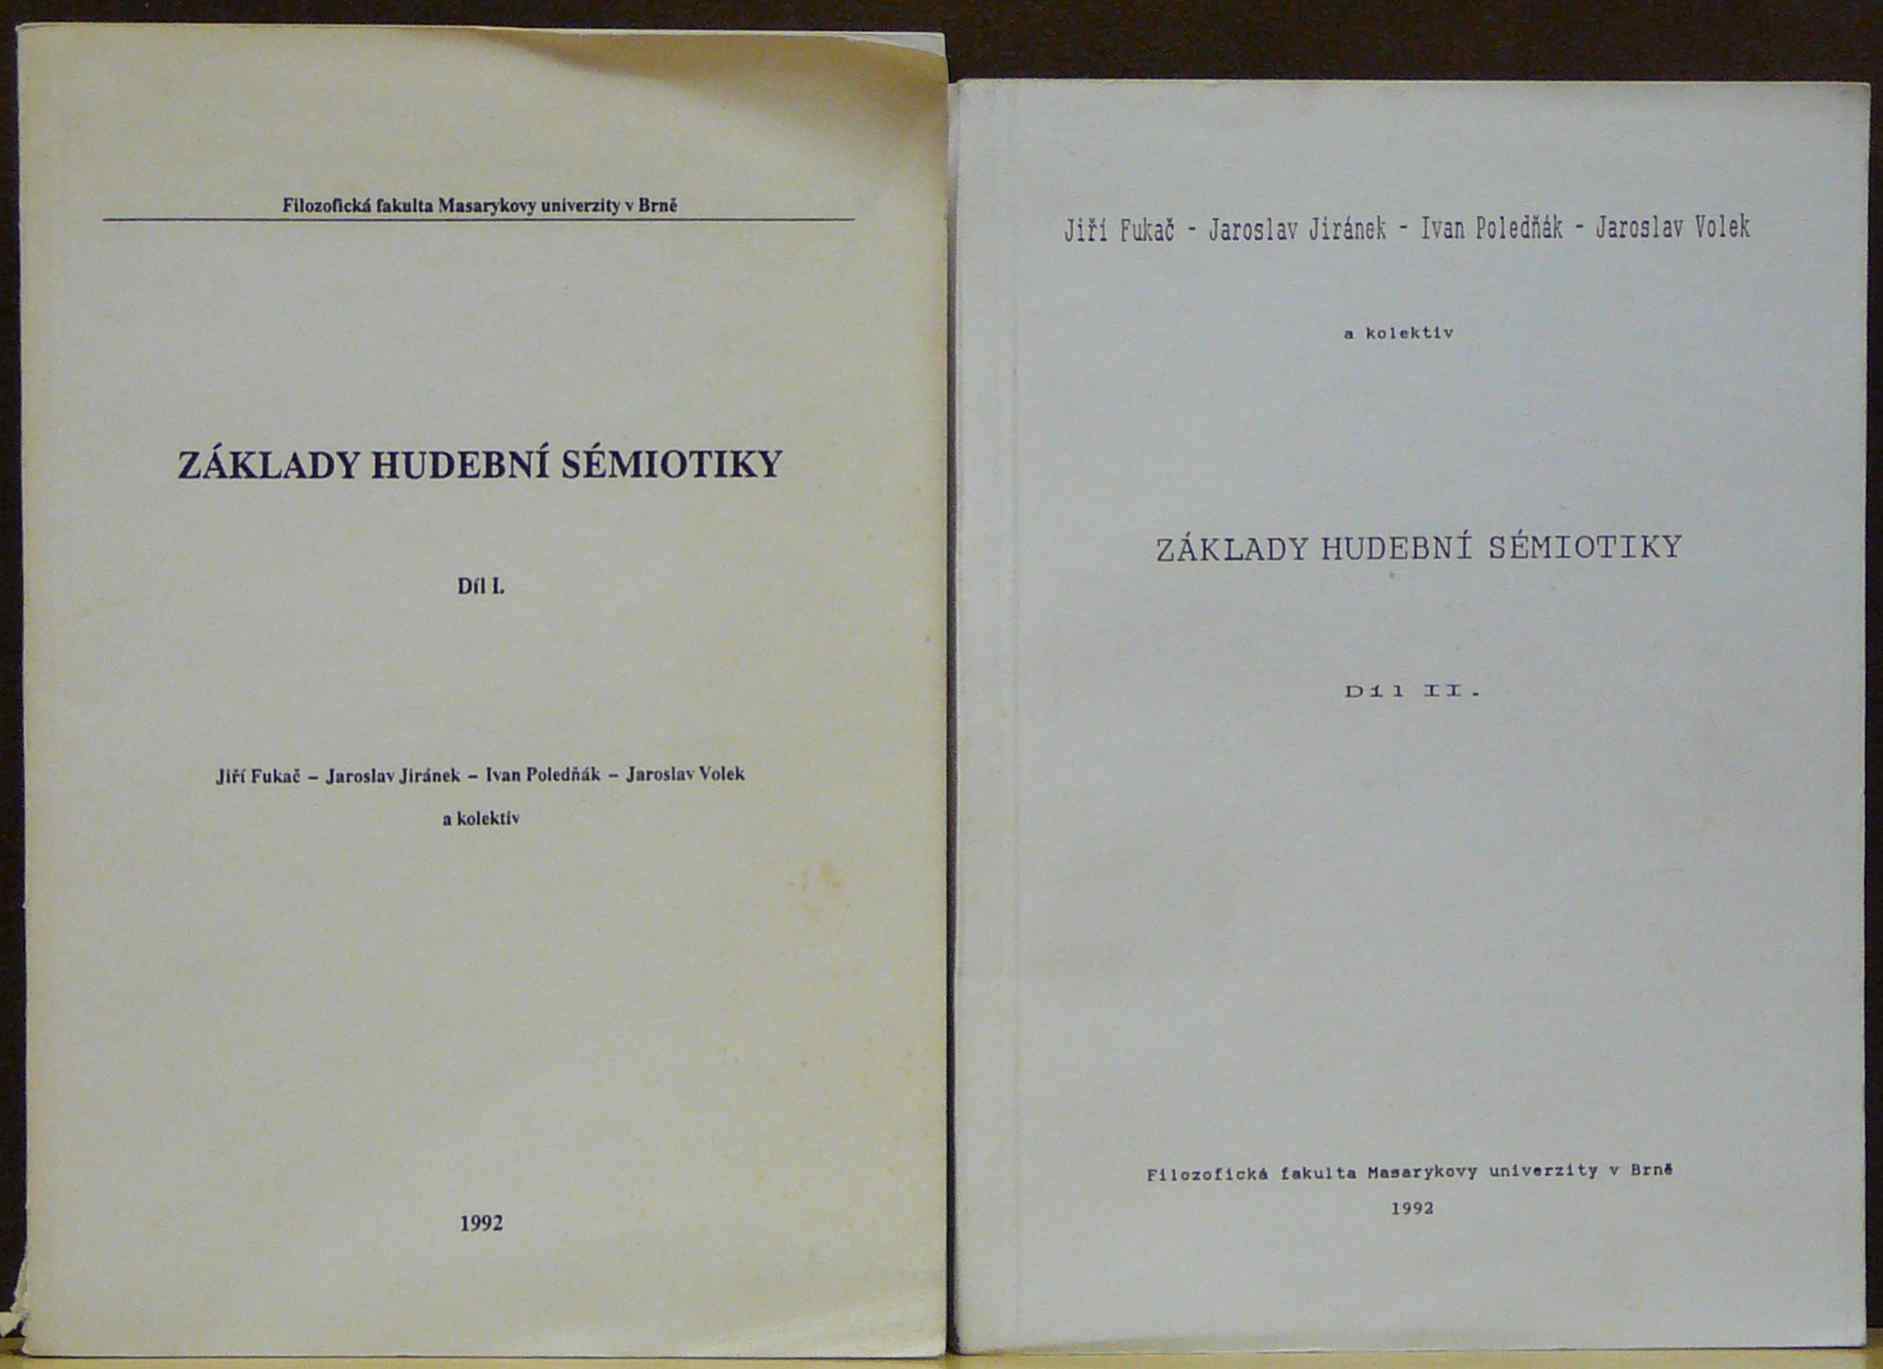 Filozofická fakulta Masarykovy univerzity v Brně
ZÁKLADY HUDEBNÍ SÉMIOTIKY
Díl I.
Jiří Fukač – Jaroslav Jiránek – Ivan Poledňák – Jaroslav Volek
a kolektiv
1992
Jiří Fukač - Jaroslav Jiránek - Ivan Poledňák - Jaroslav Volek
a kolektiv
ZÁKLADY HUDEBNÍ SÉMIOTIKY
Díl II.
Filozofická fakulta Masarykovy univerzity v Brně
1992